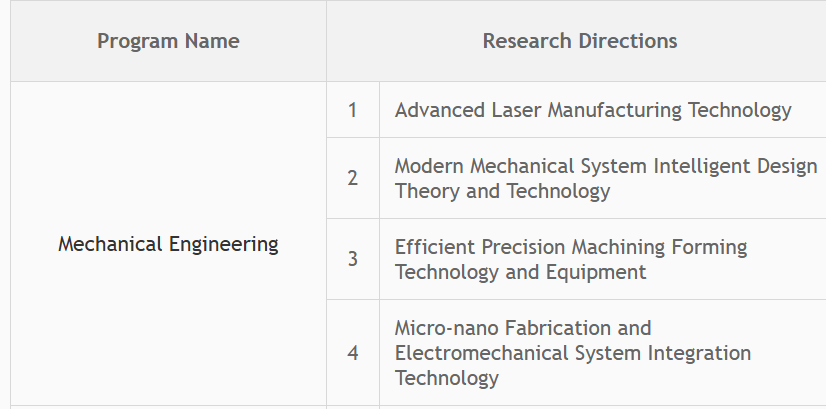 Program Name
Research Directions
Mechanical Engineering
1
Advanced Laser Manufacturing Technology
2
Modern Mechanical System Intelligent Design
Theory and Technology
3
Efficient Precision Machining Forming
Technology and Equipment
4
Micro-nano Fabrication and
Electromechanical System Integration
Technology